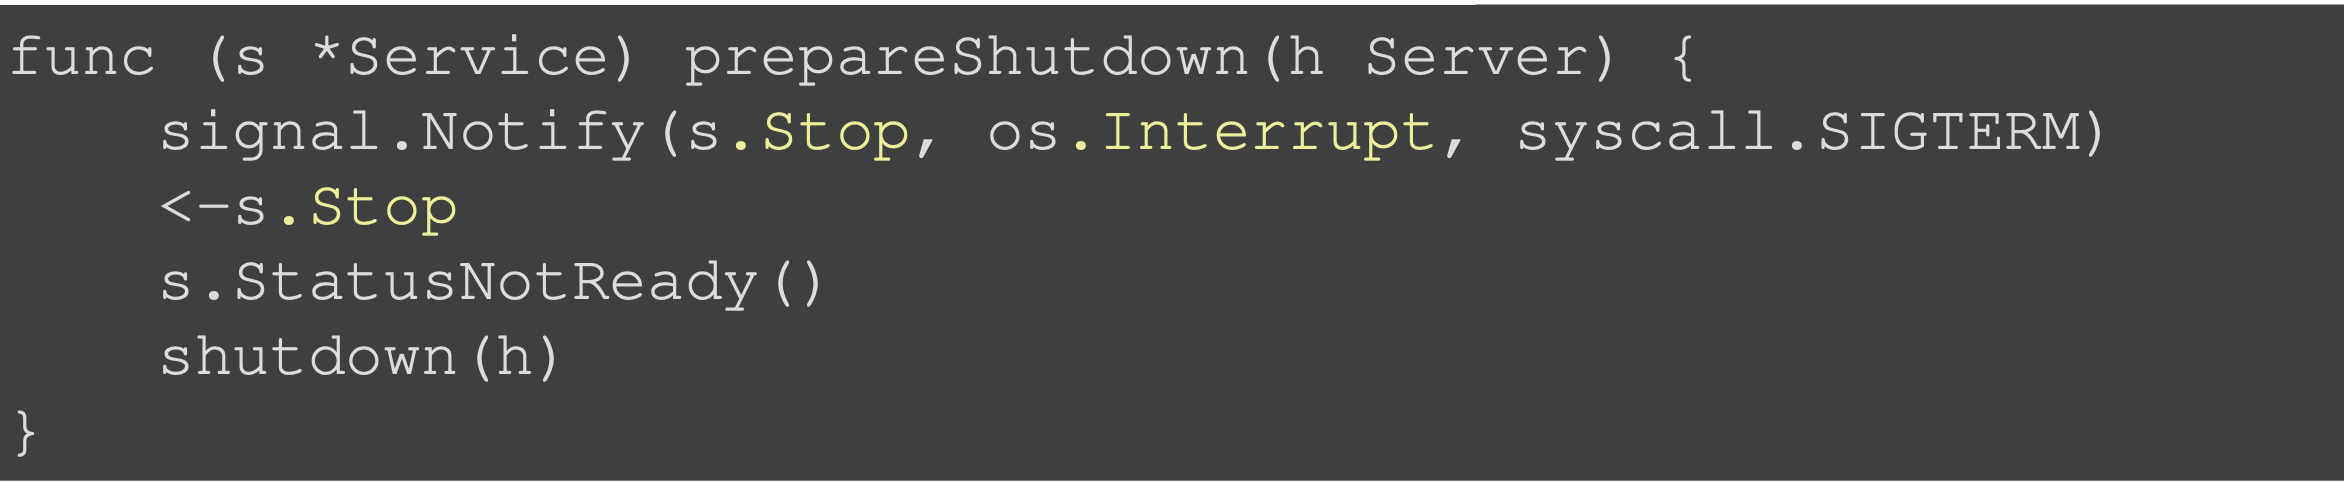 func (s *Service) prepareShutdown(h Server) {
    signal.Notify(s.Stop, os.Interrupt, syscall.SIGTERM)
    <-s.Stop
    s.StatusNotReady()
    shutdown(h)
}